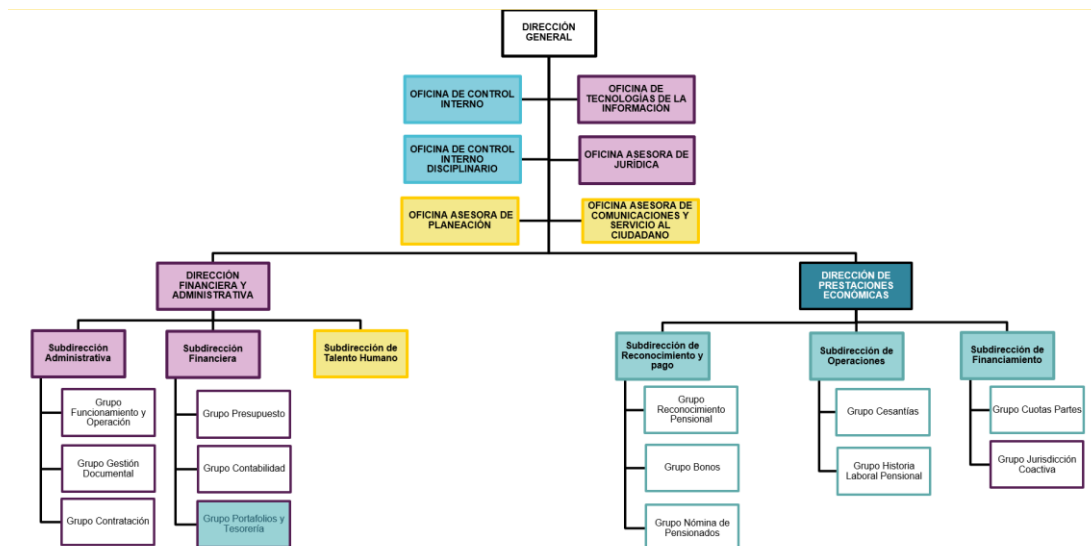 DIRECCIÓN
GENERAL
OFICINA DE CONTROL
INTERNO
OFICINA DE
TECNOLOGÍAS DE LA
INFORMACIÓN
OFICINA DE CONTROL
INTERNO
DISCIPLINARIO
OFICINA ASESORA DE
JURÍDICA
OFICINA ASESORA DE
PLANEACIÓN
OFICINA ASESORA DE
COMUNICACIONES Y
SERVICIO AL
CIUDADANO
DIRECCIÓN
FINANCIERA Y
ADMINISTRATIVA
DIRECCIÓN DE
PRESTACIONES
ECONÓMICAS
Subdirección
Administrativa
Subdirección
Financiera
Subdirección de
Talento Humano
Subdirección de
Reconocimiento y
pago
Subdirección de
Operaciones
Subdirección de
Financiamiento
Grupo
Funcionamiento y
Operación
Grupo Presupuesto
Grupo
Reconocimiento
Pensional
Grupo Cesantías
Grupo Cuotas Partes
Grupo Gestión
Documental
Grupo Contabilidad
Grupo Bonos
Grupo Historia
Laboral Pensional
Grupo Jurisdicción
Coactiva
Grupo Contratación
Grupo Portafolios y
Tesorería
Grupo Nómina de
Pensionados